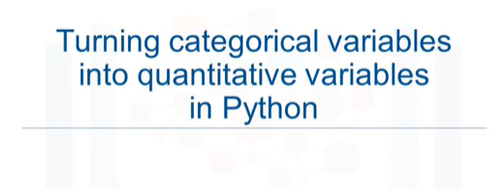 Turning categorical variables
into quantitative variables
in Python